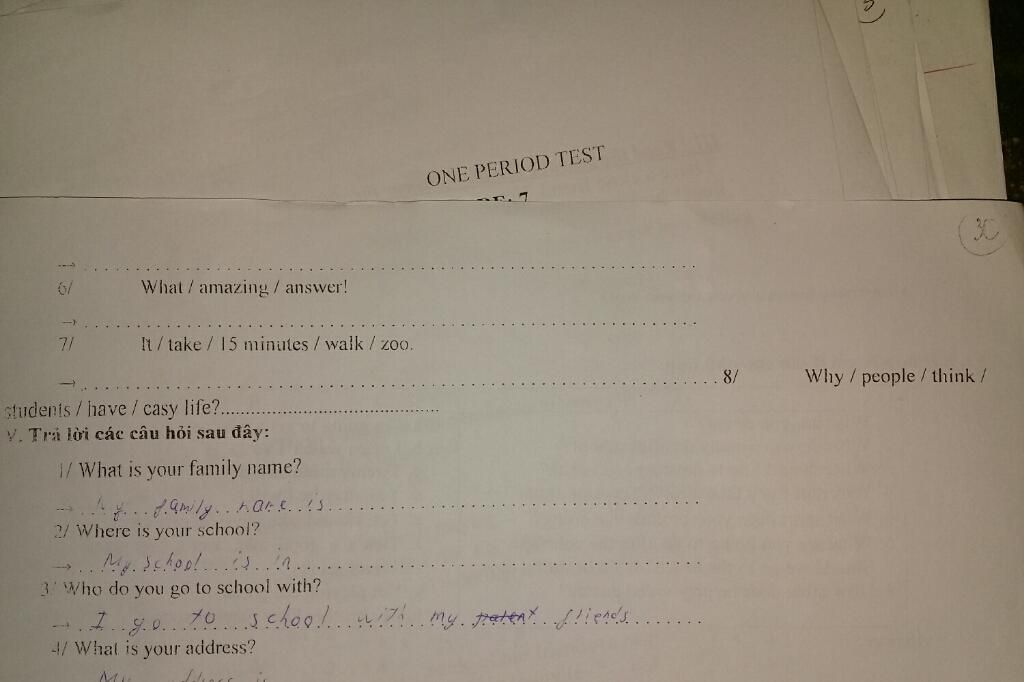 ONE PERIOD TEST
→ ........................................
6/ What / amazing / answer!
→ ........................................
7/ It / take / 15 minutes / walk / zoo.
→ ........................................ 8/ Why / people / think /
students / have / easy life?........................................
V. Trả lời các câu hỏi sau đây:
1/ What is your family name?
→ My family name is
2/ Where is your school?
→ My school is in
3/ Who do you go to school with?
→ I go to school with my friends
4/ What is your address?
My address is